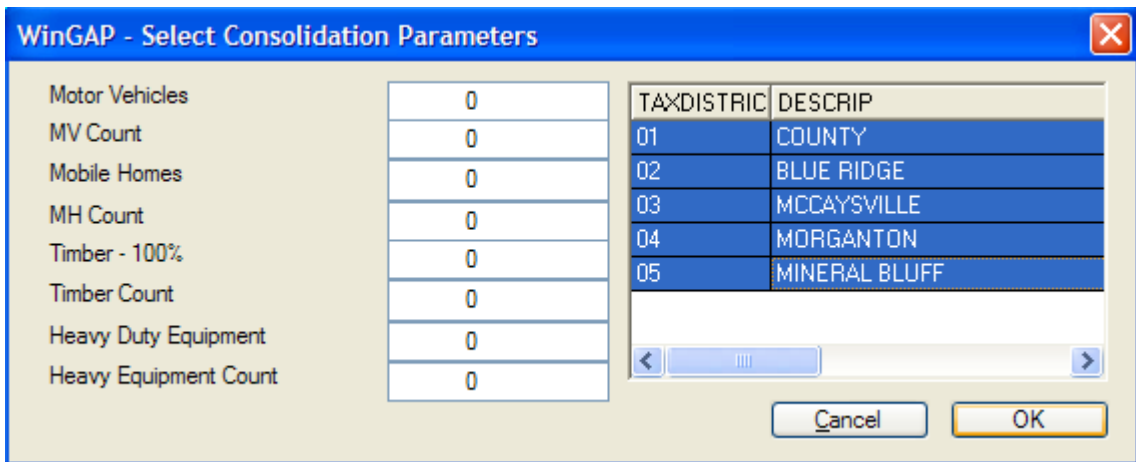 WinGAP - Select Consolidation Parameters
Motor Vehicles 0
MV Count 0
Mobile Homes 0
MH Count 0
Timber - 100% 0
Timber Count 0
Heavy Duty Equipment 0
Heavy Equipment Count 0
TAXDISTRIC DESCRIP
01 COUNTY
02 BLUE RIDGE
03 MCCAYSVILLE
04 MORGANTON
05 MINERAL BLUFF
Cancel OK